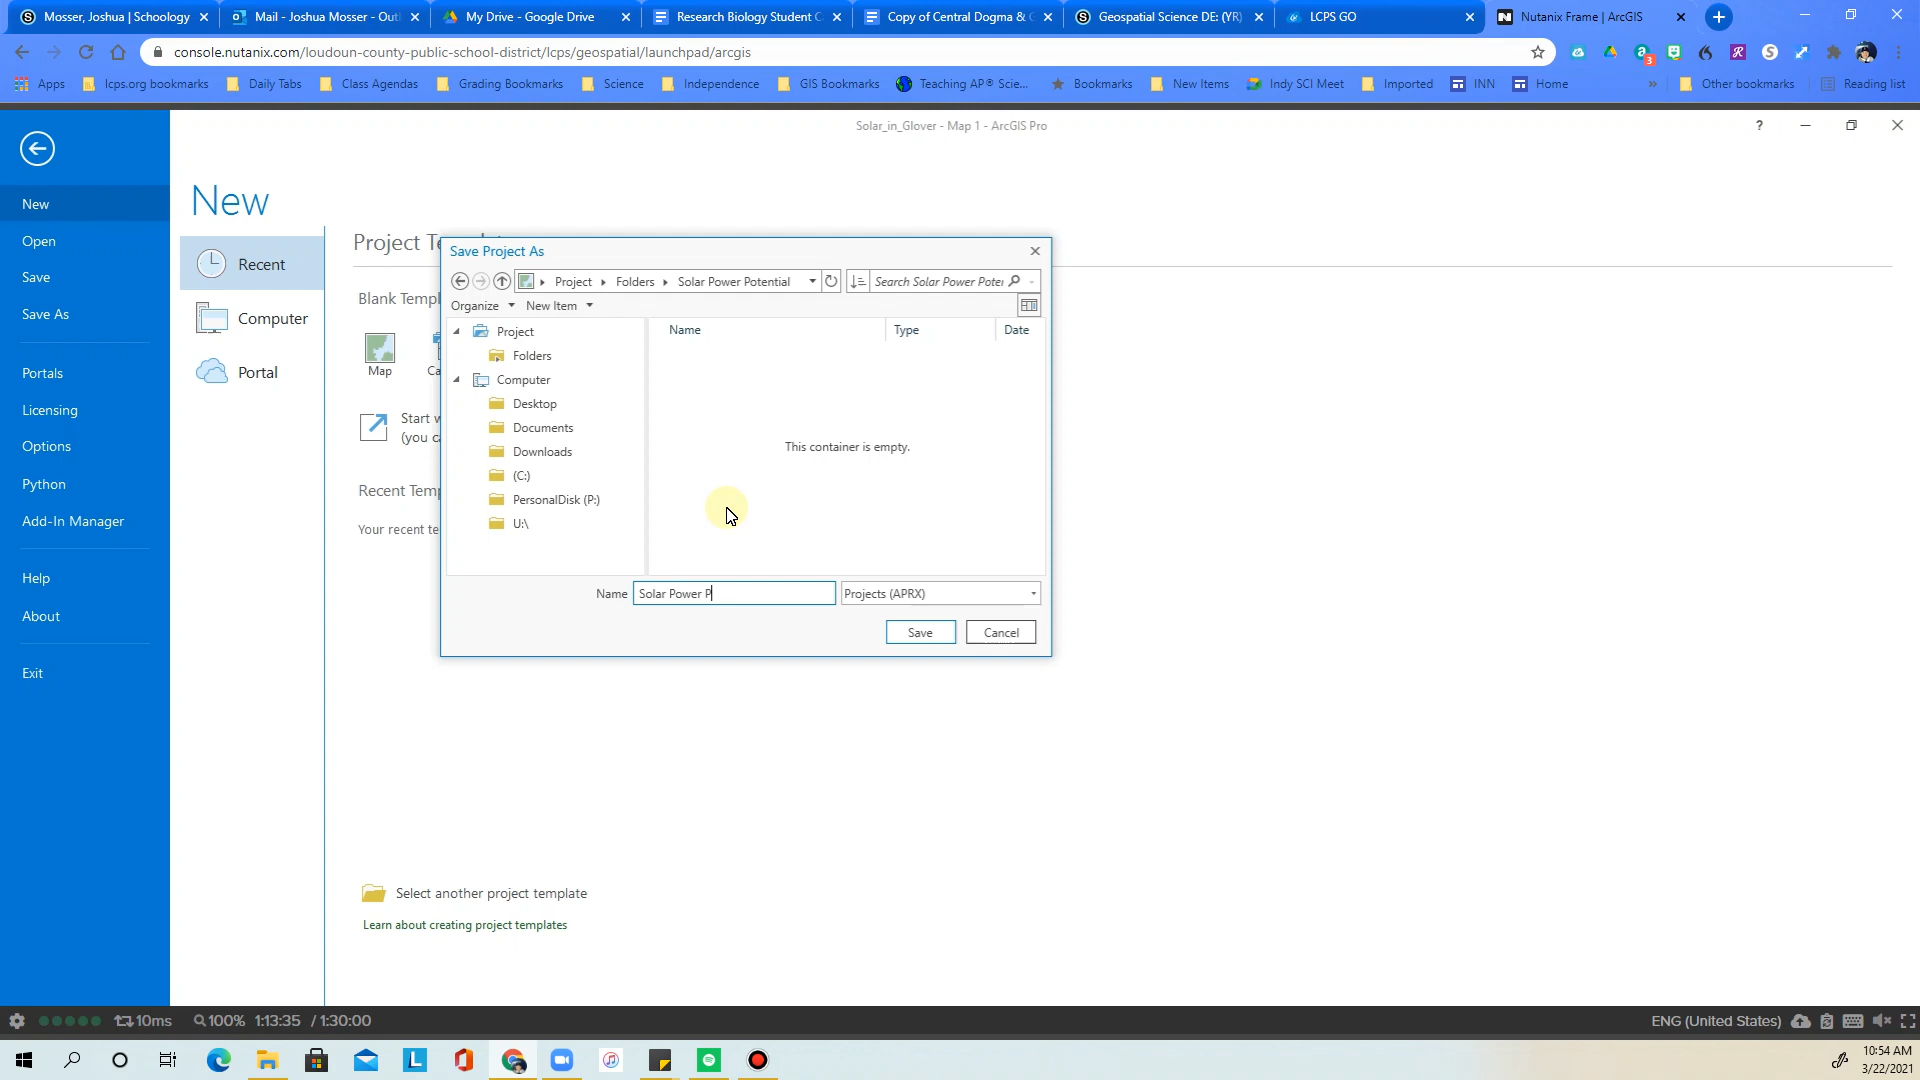 Mosser, Joshua | Schoology
Mail - Joshua Mosser - Outl
My Drive - Google Drive
Research Biology Student C
Copy of Central Dogma & G
Geospatial Science DE: (YR)
LCPS GO
Nutanix Frame | ArcGIS
console.nutanix.com/loudoun-county-public-school-district/lcps/geospatial/launchpad/arcgis
3
Apps
lcps.org bookmarks
Daily Tabs
Class Agendas
Grading Bookmarks
Science
Independence
GIS Bookmarks
Teaching AP® Scie...
Bookmarks
New Items
Indy SCI Meet
Imported
INN
Home
»
Other bookmarks
Reading list
Solar_in_Glover - Map 1 - ArcGIS Pro
?
New
Open
Save
Save As
Portals
Licensing
Options
Python
Add-In Manager
Help
About
Exit
New
Recent
Computer
Portal
Project Te
Blank Templ
Map
Ca
Start w
(you ca
Recent Temp
Your recent te
Save Project As
Project
Folders
Solar Power Potential
Search Solar Power Poter
Organize
New Item
Project
Folders
Computer
Desktop
Documents
Downloads
(C:)
PersonalDisk (P:)
U:\
Name
Type
Date
This container is empty.
Name
Solar Power P
Projects (APRX)
Save
Cancel
Select another project template
Learn about creating project templates
10ms
100%
1:13:35 / 1:30:00
ENG (United States)
10:54 AM
3/22/2021